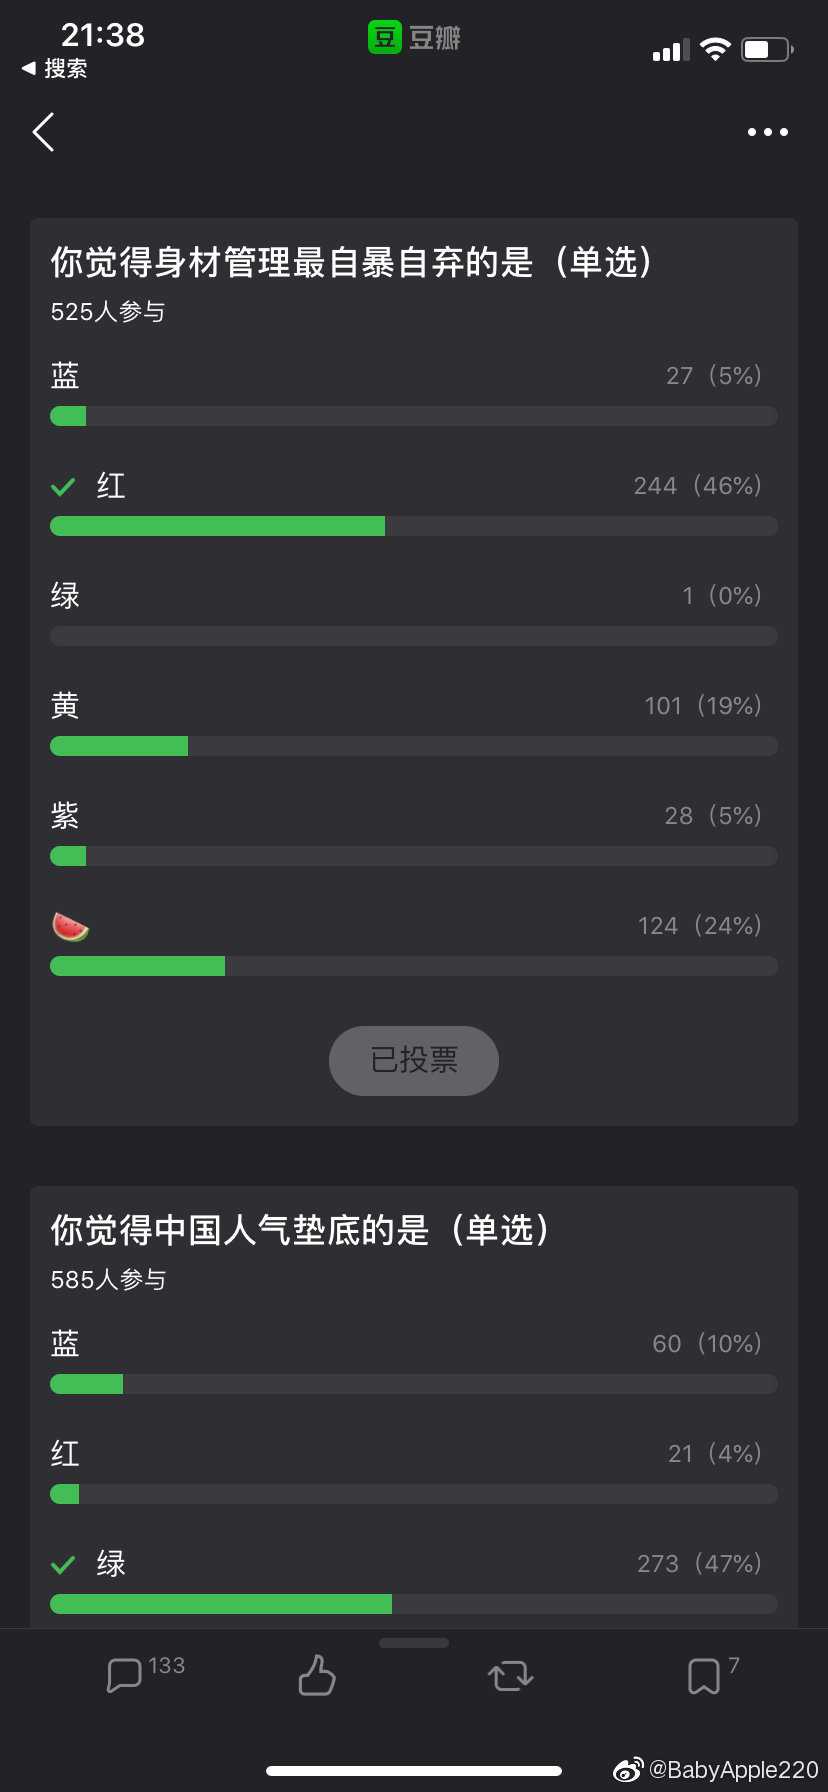 21:38
豆 豆瓣
◀ 搜索
你觉得身材管理最自暴自弃的是（单选）
525人参与
蓝 27（5%）
红 244（46%）
绿 1（0%）
黄 101（19%）
紫 28（5%）
🍉 124（24%）
已投票
你觉得中国人气垫底的是（单选）
585人参与
蓝 60（10%）
红 21（4%）
绿 273（47%）
133
7
@BabyApple220